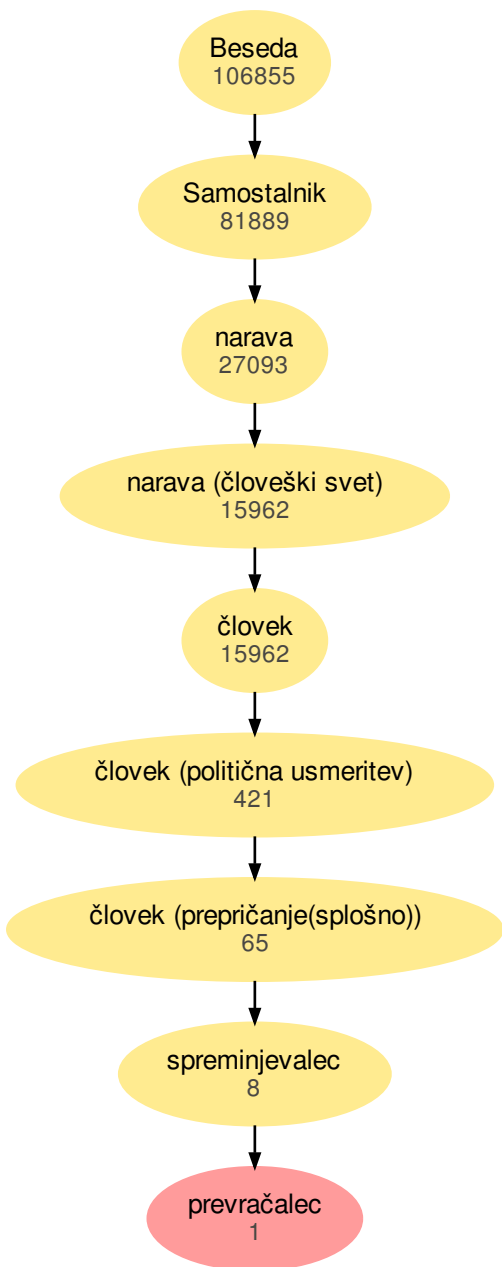 Beseda
106855
Samostalnik
81889
narava
27093
narava (človeški svet)
15962
človek
15962
človek (politična usmeritev)
421
človek (prepričanje(splošno))
65
spreminjevalec
8
prevračalec
1